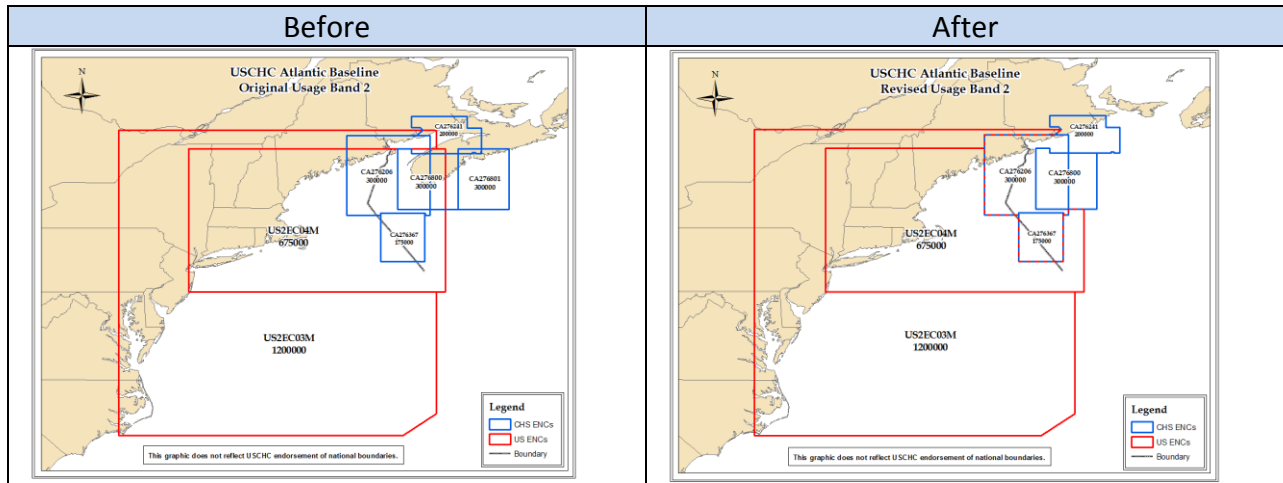 Before
After
N
USCHC Atlantic Baseline
Original Usage Band 2
CA276241
200000
CA276206
300000
CA276800
300000
CA276801
300000
US2EC04M
675000
CA276367
175000
US2EC03M
1200000
Legend
CHS ENCs
US ENCs
Boundary
This graphic does not reflect USCHC endorsement of national boundaries.
N
USCHC Atlantic Baseline
Revised Usage Band 2
CA276241
200000
CA276206
300000
CA276800
300000
US2EC04M
675000
CA276367
175000
US2EC03M
1200000
Legend
CHS ENCs
US ENCs
Boundary
This graphic does not reflect USCHC endorsement of national boundaries.